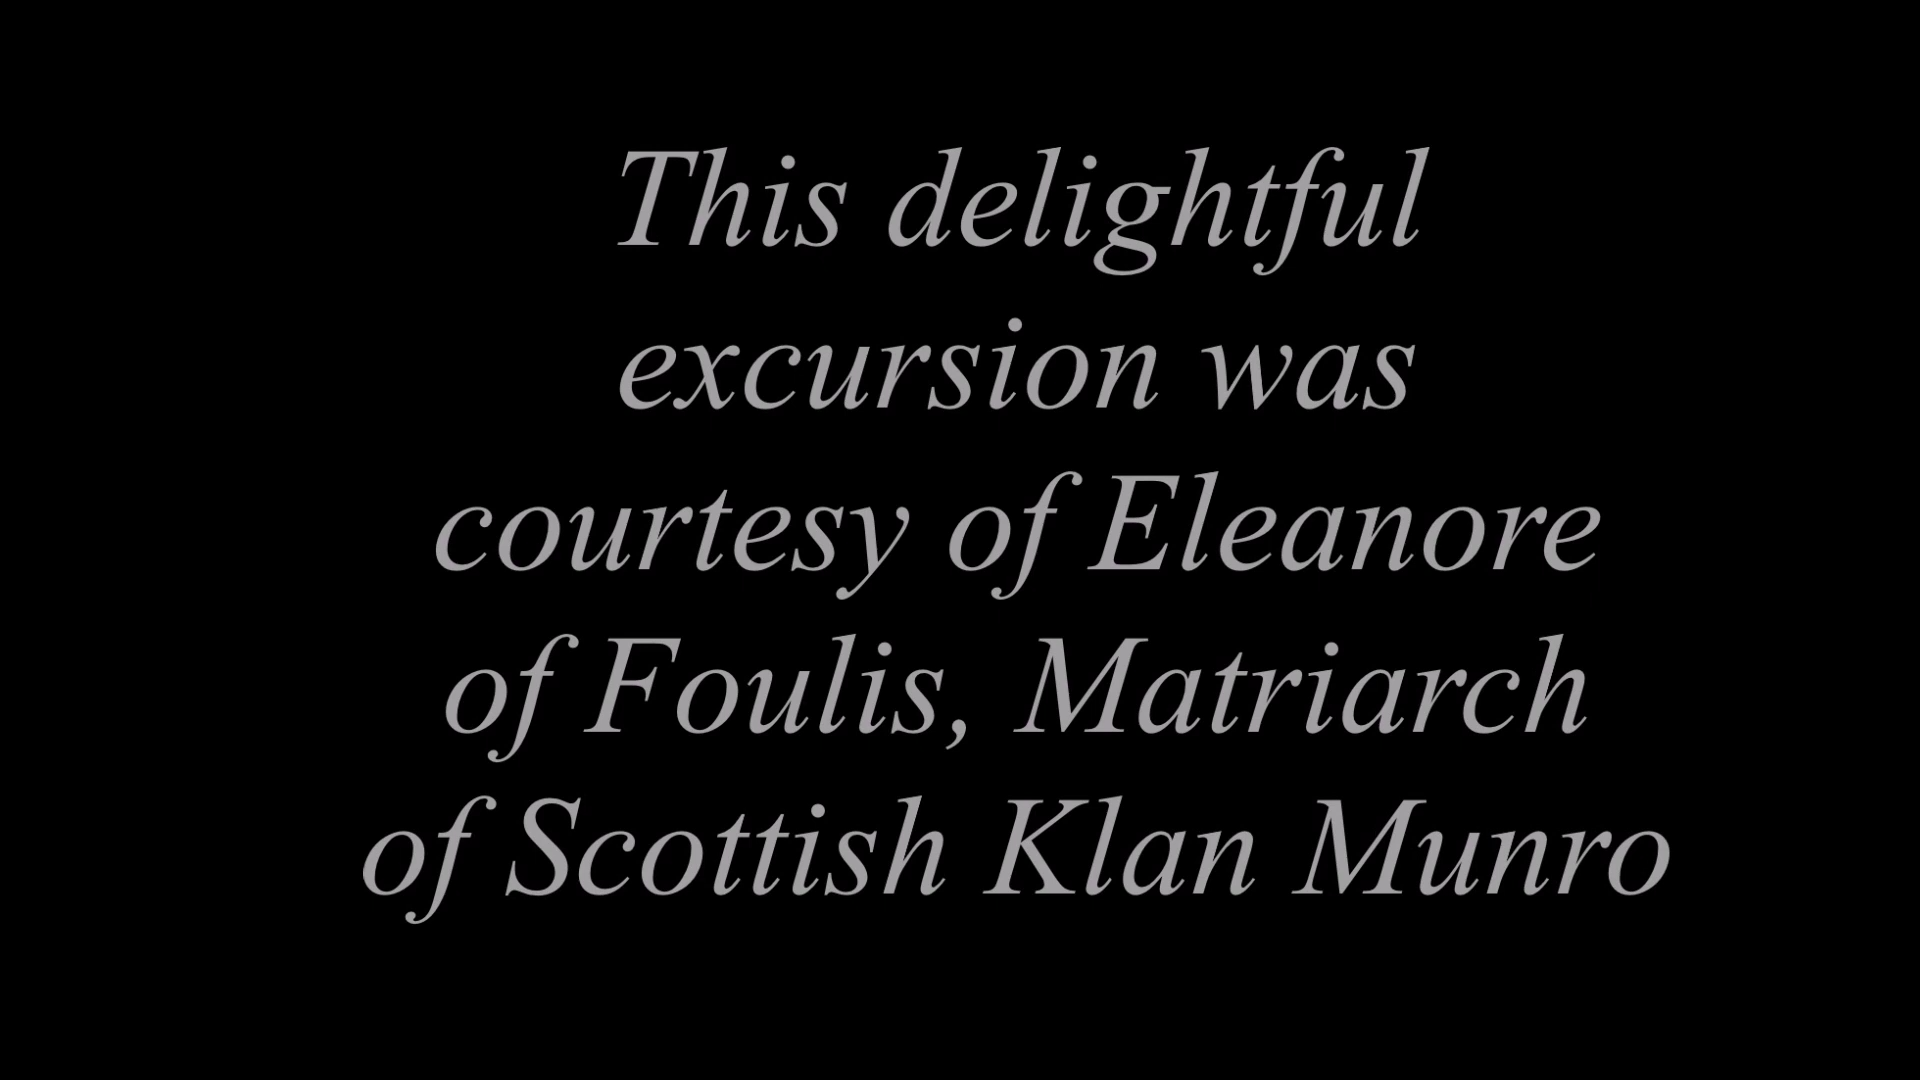 This delightful
excursion was
courtesy of Eleanore
of Foulis, Matriarch
of Scottish Klan Munro